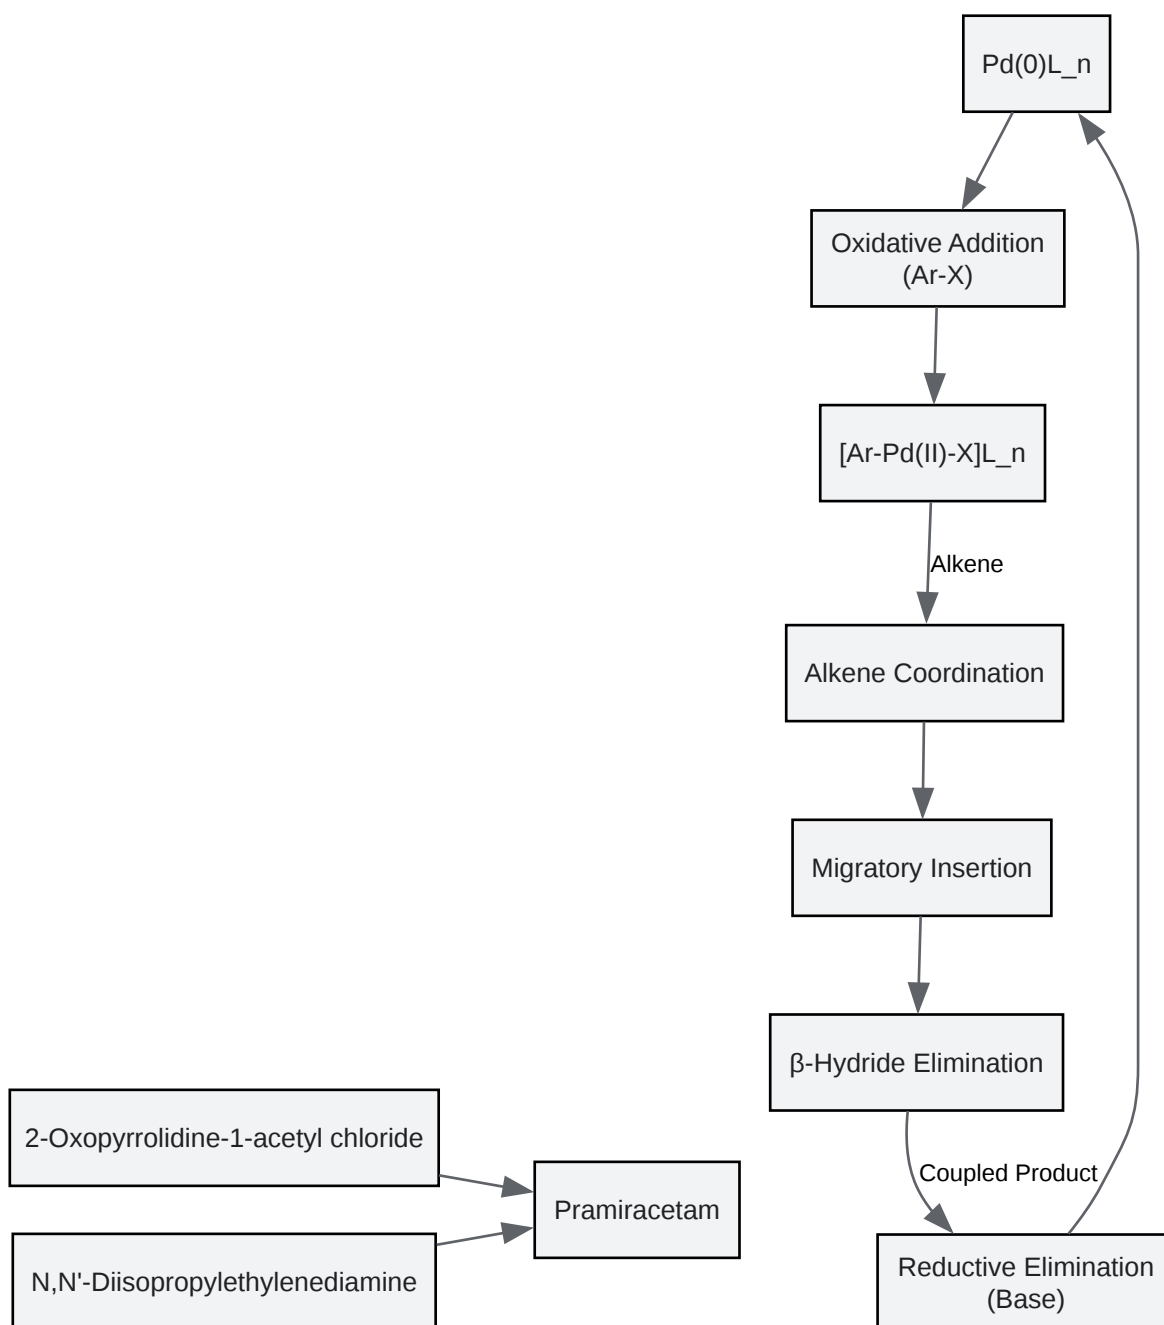 Pd(0)L_n
Oxidative Addition
(Ar-X)
[Ar-Pd(II)-X]L_n
Alkene
Alkene Coordination
Migratory Insertion
β-Hydride Elimination
Coupled Product
Reductive Elimination
(Base)
2-Oxopyrrolidine-1-acetyl chloride
N,N'-Diisopropylethylenediamine
Pramiracetam